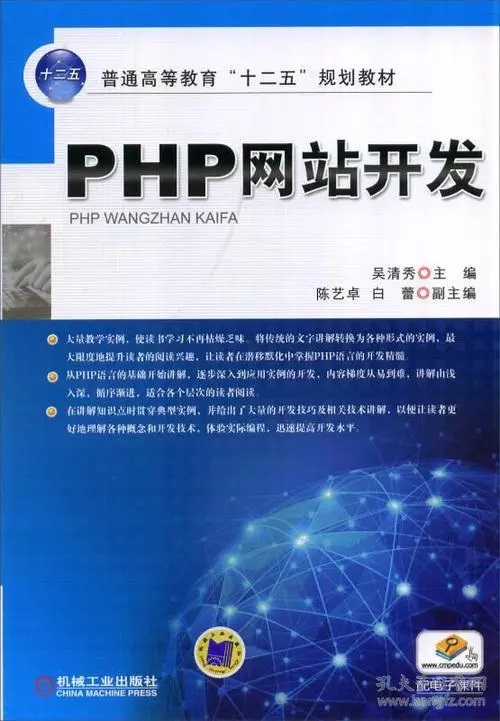 十二五
普通高等教育“十二五”规划教材
PHP网站开发
PHP WANGZHAN KAIFA
吴清秀 主 编
陈艺卓 白 蕾 副主编
大量教学实例，使读书学习不再枯燥乏味。将传统的文字讲解转换为各种形式的实例，最
大限度地提升读者的阅读兴趣，让读者在潜移默化中掌握PHP语言的开发精髓。
从PHP语言的基础开始讲解，逐步深入到应用实例的开发，内容梯度从易到难，讲解由浅
入深，循序渐进，适合各个层次的读者阅读。
在讲解知识点时贯穿典型实例，并给出了大量的开发技巧及相关技术讲解，以便让读者更
好地理解各种概念和开发技术，体验实际编程，迅速提高开发水平。
www.cmpedu.com
配电子课件
机械工业出版社
CHINA MACHINE PRESS
孔夫子旧书网
www.kongfz.com